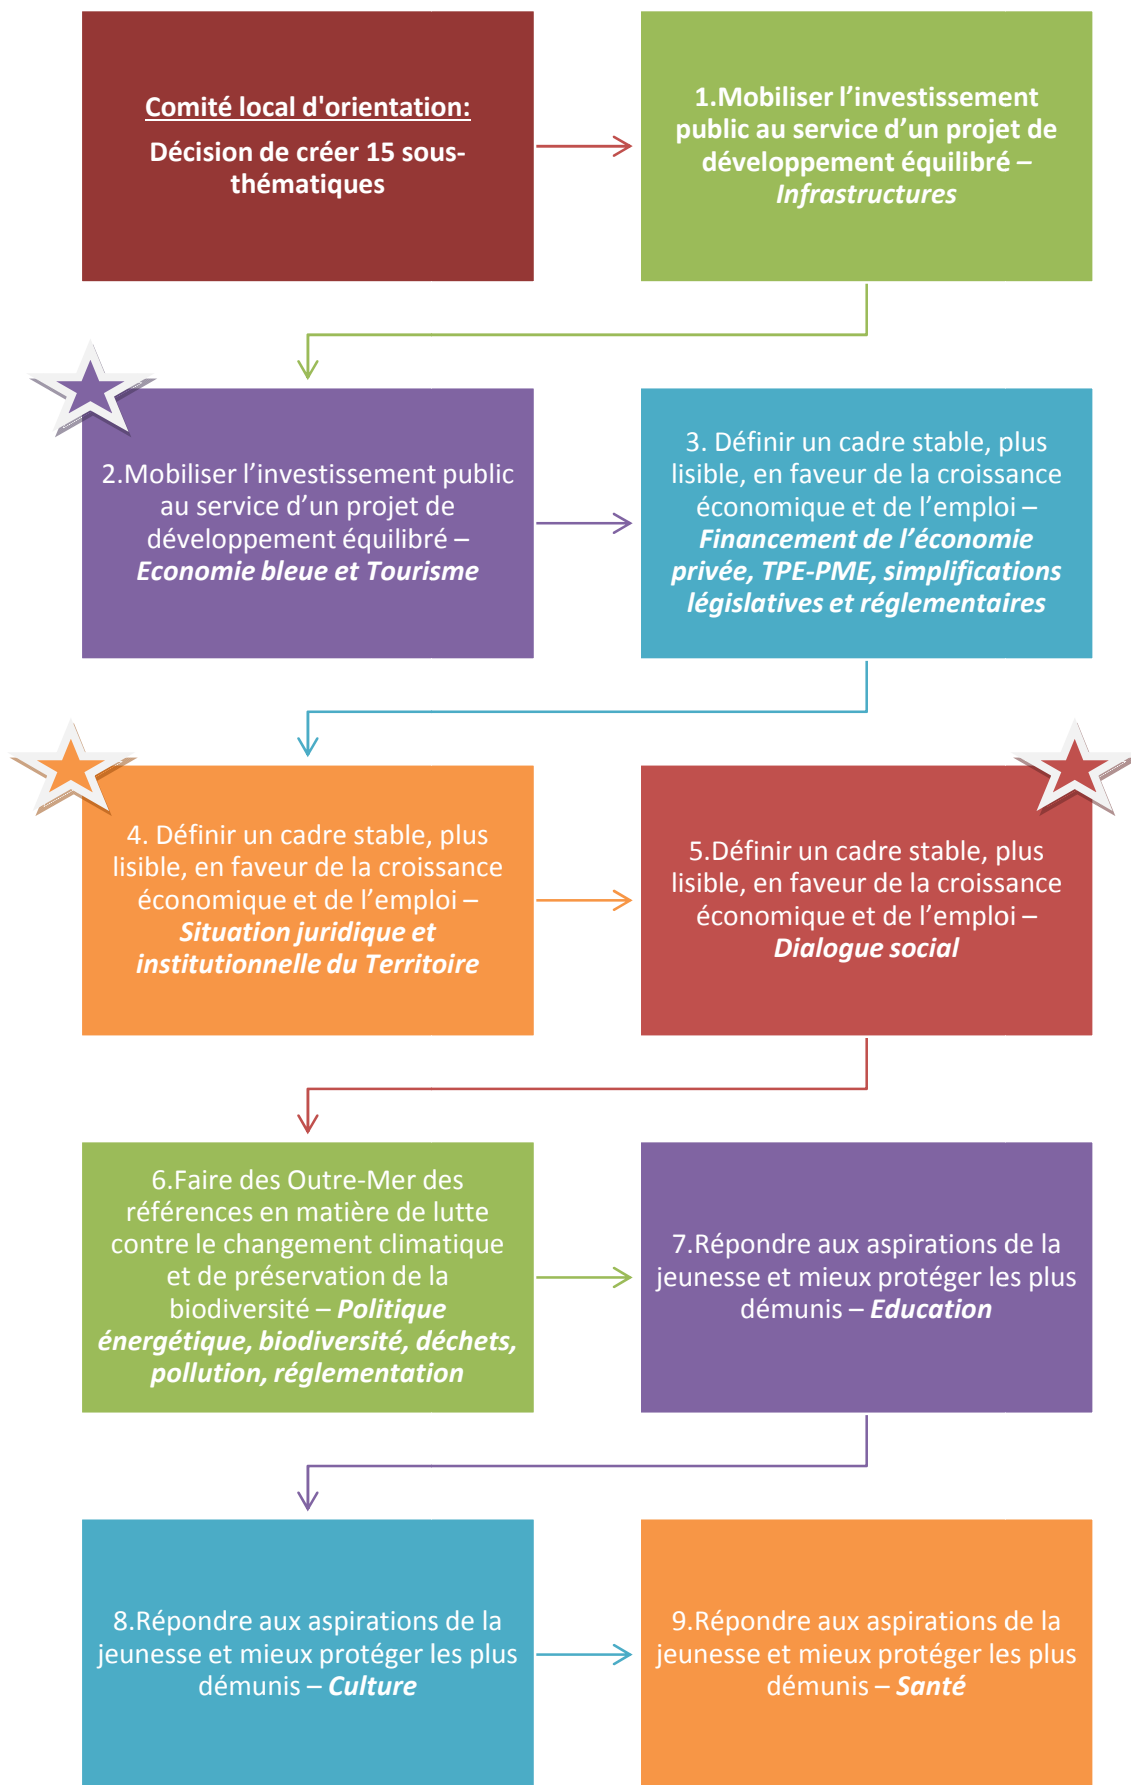 Comité local d'orientation:
Décision de créer 15 sous-
thématiques
1.Mobiliser l’investissement
public au service d’un projet de
développement équilibré –
Infrastructures
2.Mobiliser l’investissement public
au service d’un projet de
développement équilibré –
Economie bleue et Tourisme
3. Définir un cadre stable, plus
lisible, en faveur de la croissance
économique et de l’emploi –
Financement de l’économie
privée, TPE-PME, simplifications
législatives et réglementaires
4. Définir un cadre stable, plus
lisible, en faveur de la croissance
économique et de l’emploi –
Situation juridique et
institutionnelle du Territoire
5.Définir un cadre stable, plus
lisible, en faveur de la croissance
économique et de l’emploi –
Dialogue social
6.Faire des Outre-Mer des
références en matière de lutte
contre le changement climatique
et de préservation de la
biodiversité – Politique
énergétique, biodiversité, déchets,
pollution, réglementation
7.Répondre aux aspirations de la
jeunesse et mieux protéger les plus
démunis – Education
8.Répondre aux aspirations de la
jeunesse et mieux protéger les plus
démunis – Culture
9.Répondre aux aspirations de la
jeunesse et mieux protéger les plus
démunis – Santé